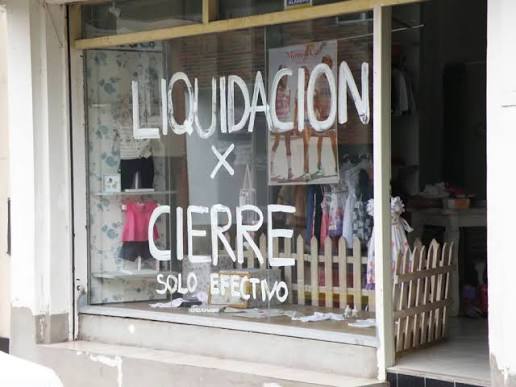 LIQUIDACION
X
CIERRE
SOLO EFECTIVO